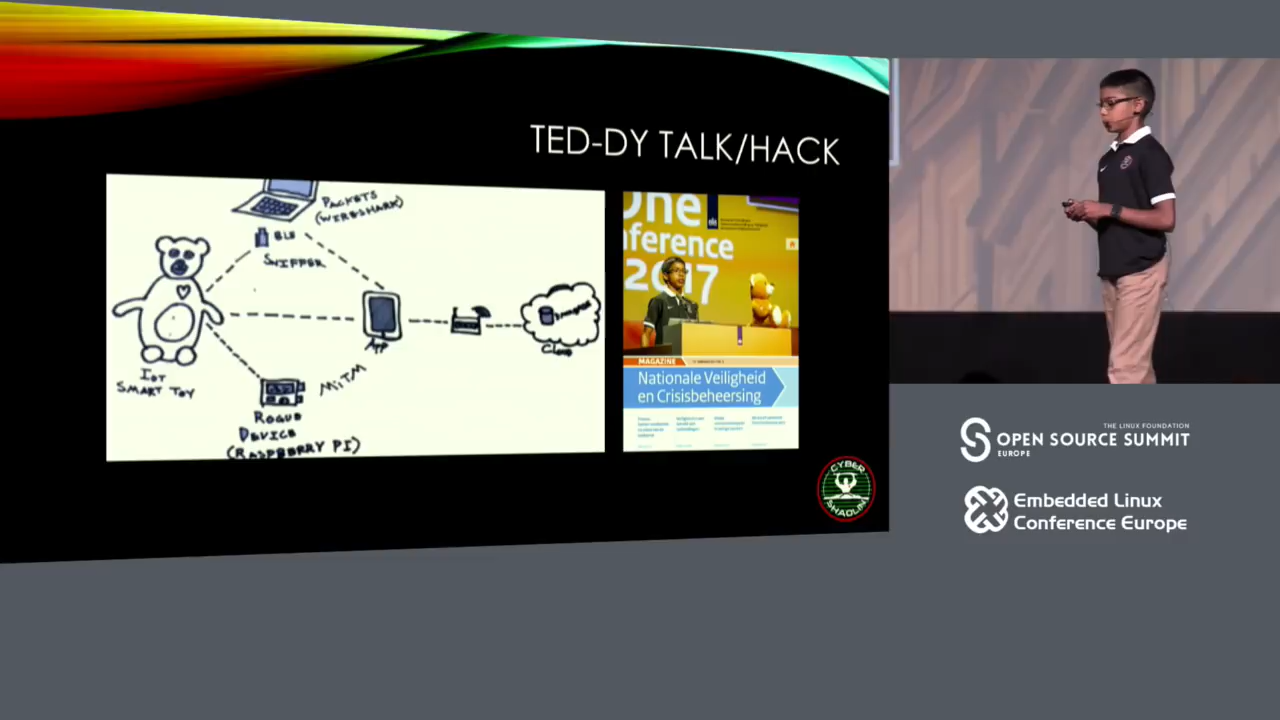 TED-DY TALK/HACK
PACKETS
(WIRESHARK)
BLE
SNIFFER
IOT
SMART TOY
APP
CLOUD
MITM
ROGUE
DEVICE
(RASPBERRY PI)
One
nference
2017
MAGAZINE
Nationale Veiligheid
en Crisisbeheersing
CYBER
SHAOLIN
THE LINUX FOUNDATION
OPEN SOURCE SUMMIT
EUROPE
Embedded Linux
Conference Europe